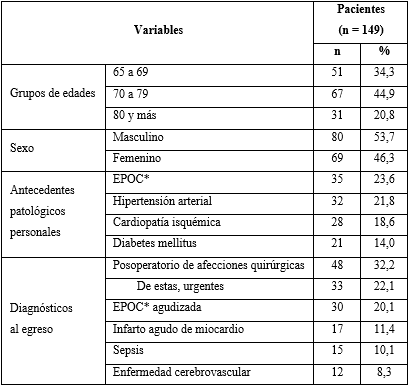 Variables Pacientes
(n = 149)
n %
Grupos de edades
65 a 69 51 34,3
70 a 79 67 44,9
80 y más 31 20,8
Sexo
Masculino 80 53,7
Femenino 69 46,3
Antecedentes
patológicos
personales
EPOC* 35 23,6
Hipertensión arterial 32 21,8
Cardiopatía isquémica 28 18,6
Diabetes mellitus 21 14,0
Diagnósticos
al egreso
Posoperatorio de afecciones quirúrgicas 48 32,2
De estas, urgentes 33 22,1
EPOC* agudizada 30 20,1
Infarto agudo de miocardio 17 11,4
Sepsis 15 10,1
Enfermedad cerebrovascular 12 8,3